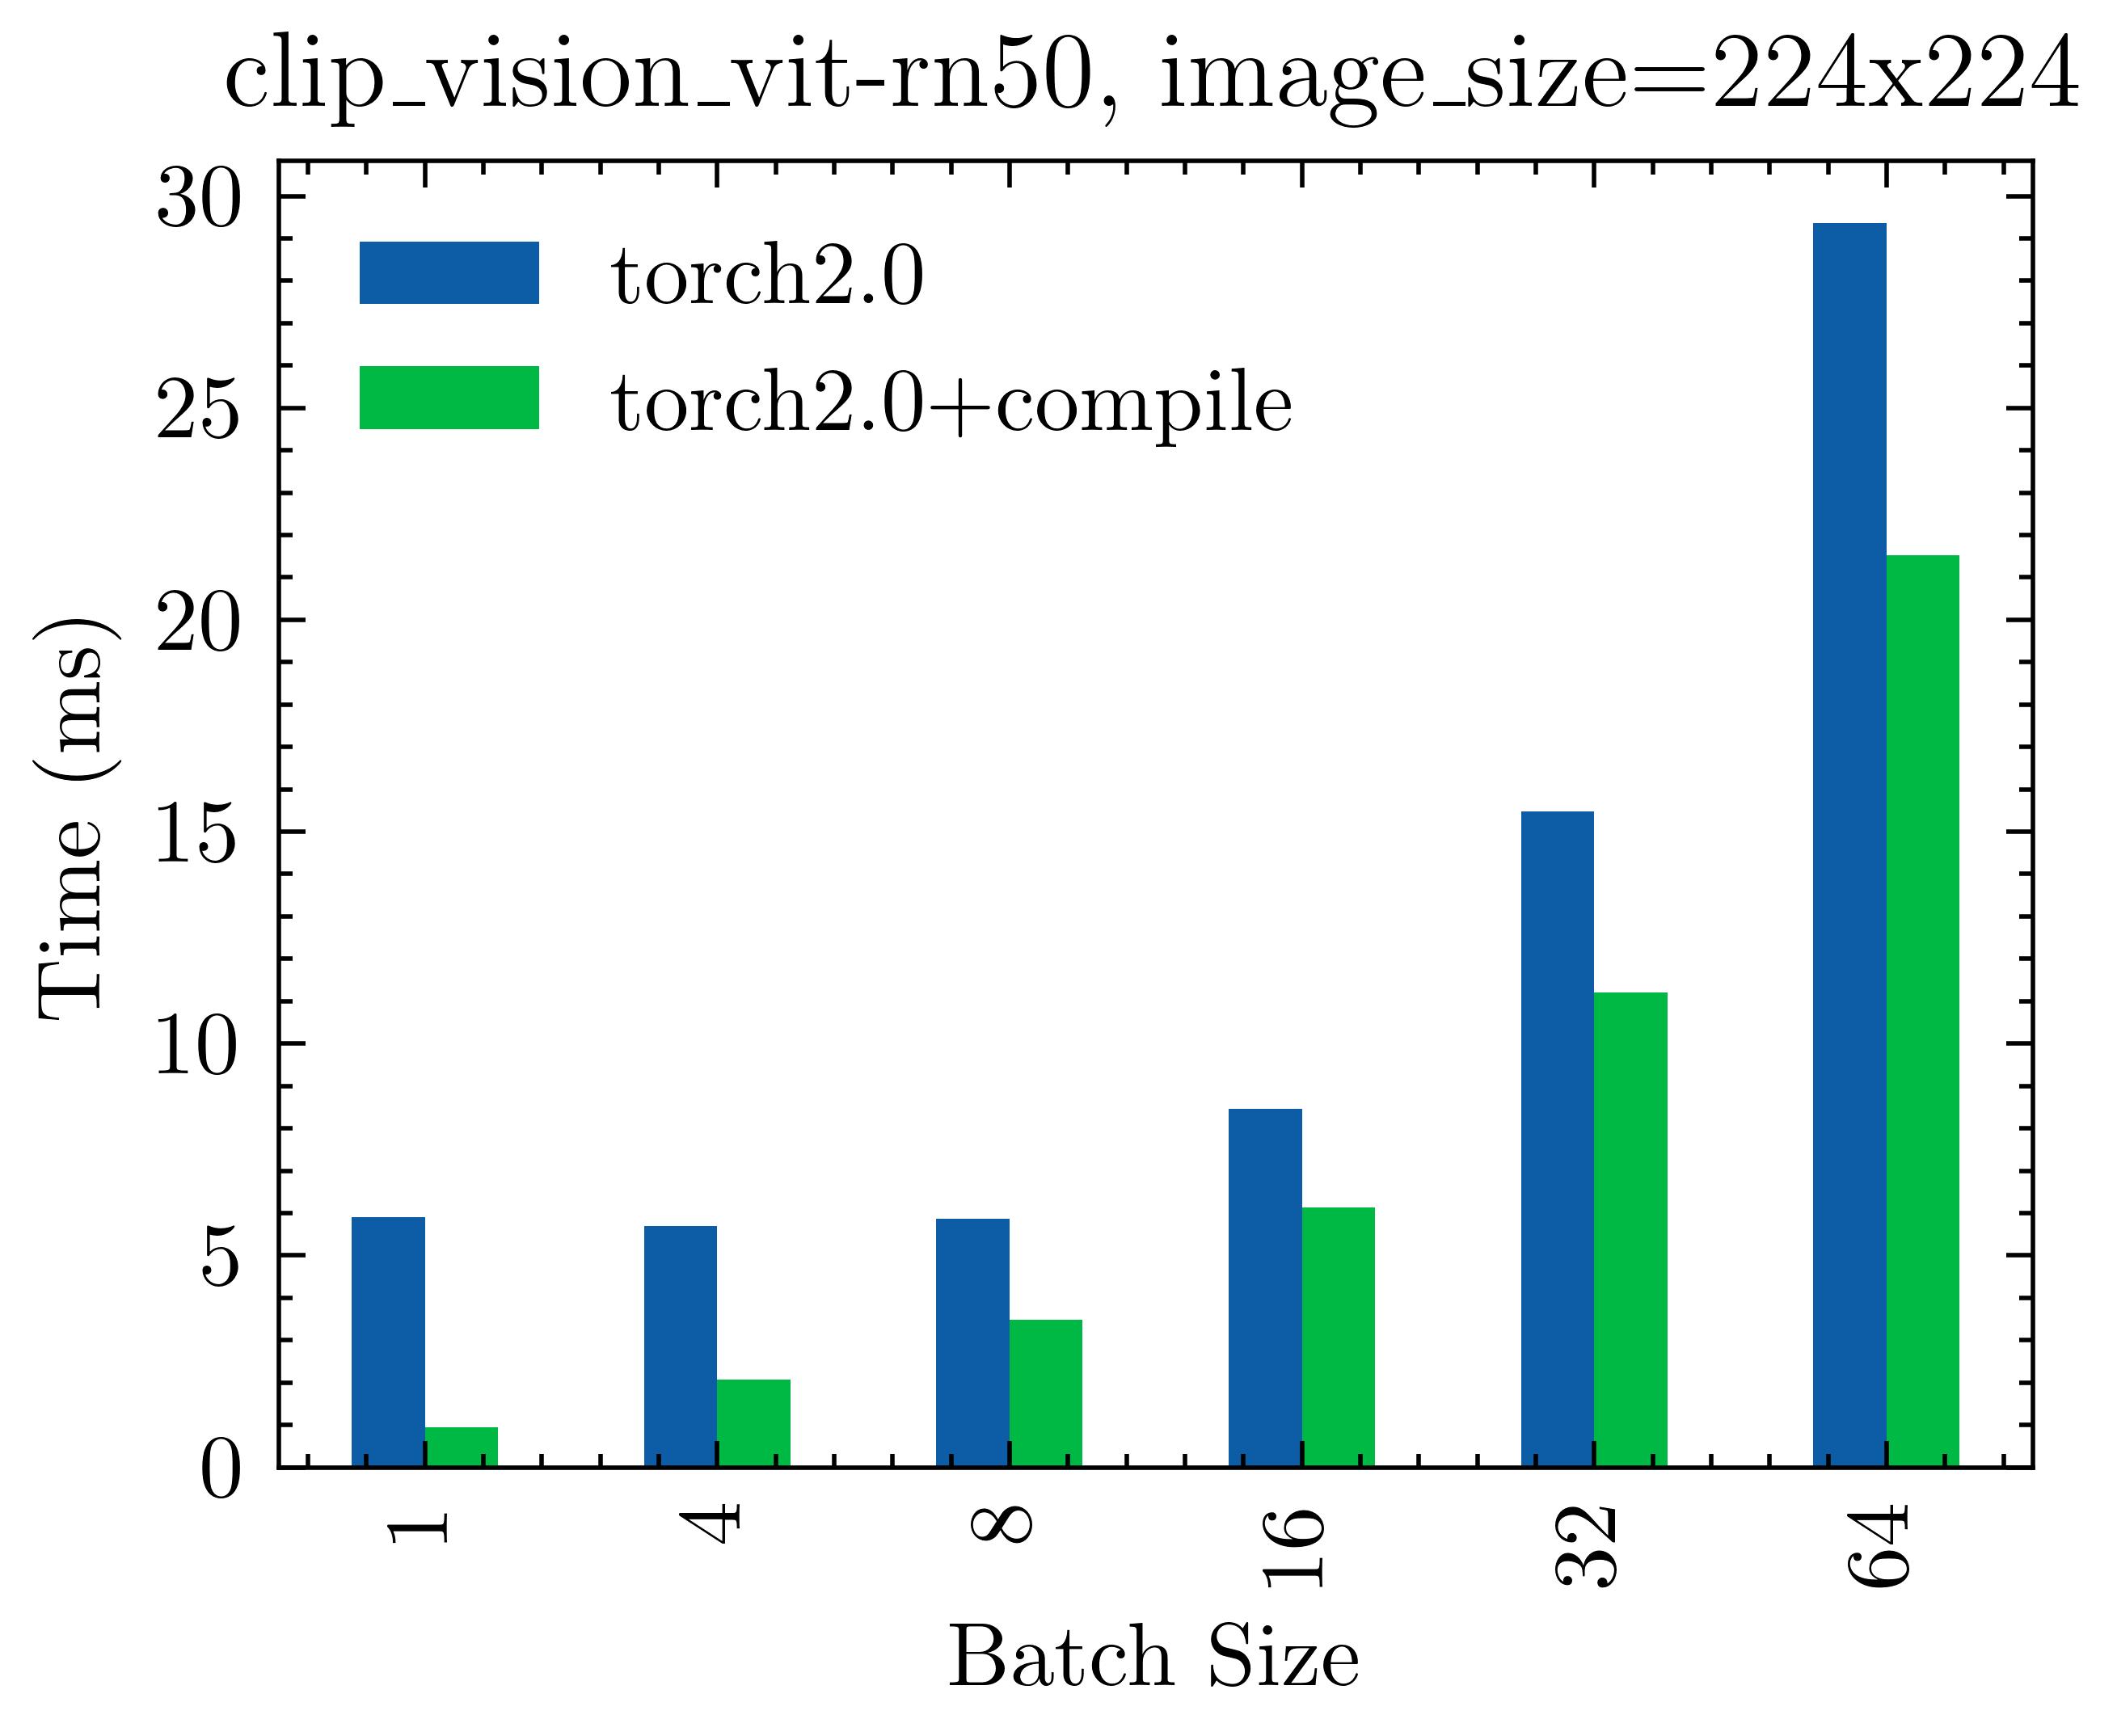 clip_vision_vit-rn50, image_size=224x224
torch2.0
torch2.0+compile
Time (ms)
30
25
20
15
10
5
0
1
4
8
16
32
64
Batch Size